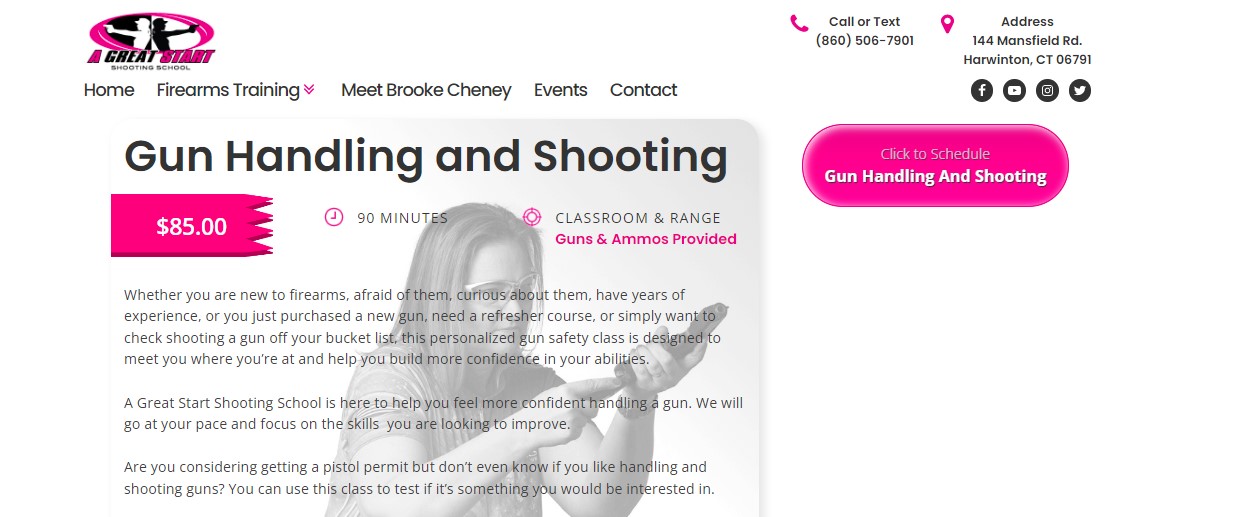 A GREAT START
SHOOTING SCHOOL
Call or Text
(860) 506-7901
Address
144 Mansfield Rd.
Harwinton, CT 06791
Home
Firearms Training
Meet Brooke Cheney
Events
Contact
Gun Handling and Shooting
$85.00
90 MINUTES
CLASSROOM & RANGE
Guns & Ammos Provided
Click to Schedule
Gun Handling And Shooting
Whether you are new to firearms, afraid of them, curious about them, have years of
experience, or you just purchased a new gun, need a refresher course, or simply want to
check shooting a gun off your bucket list, this personalized gun safety class is designed to
meet you where you’re at and help you build more confidence in your abilities.
A Great Start Shooting School is here to help you feel more confident handling a gun. We will
go at your pace and focus on the skills  you are looking to improve.
Are you considering getting a pistol permit but don’t even know if you like handling and
shooting guns? You can use this class to test if it’s something you would be interested in.